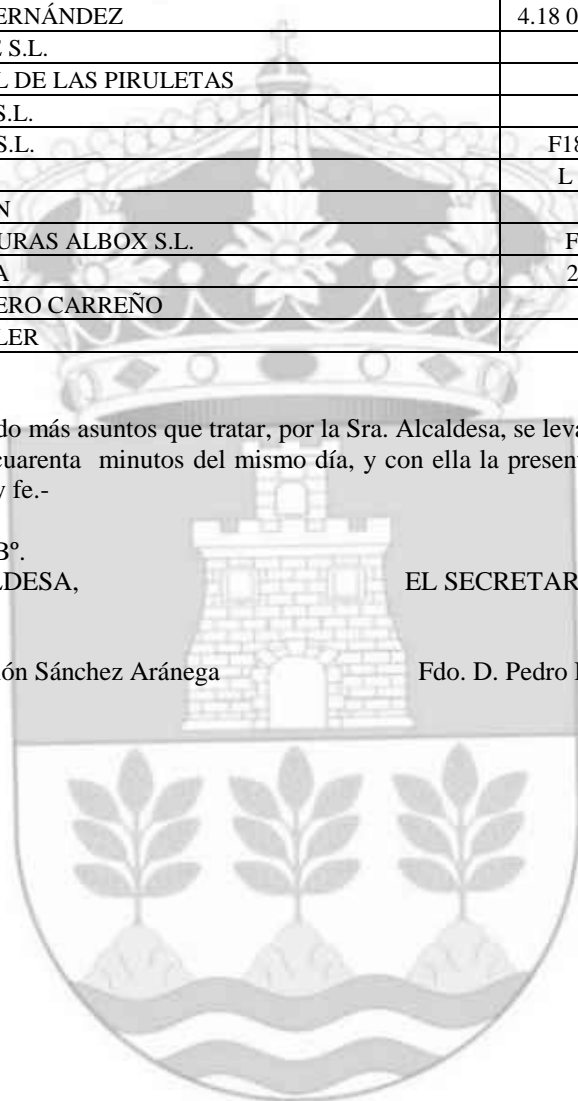 ERNÁNDEZ 4.18 0
S.L.
L DE LAS PIRULETAS
S.L.
S.L. F18
L
N
URAS ALBOX S.L. F
A 2
ERO CARREÑO
LER
do más asuntos que tratar, por la Sra. Alcaldesa, se leva
cuarenta minutos del mismo día, y con ella la present
y fe.-
Bº.
LDESA, EL SECRETAR
ión Sánchez Aránega Fdo. D. Pedro